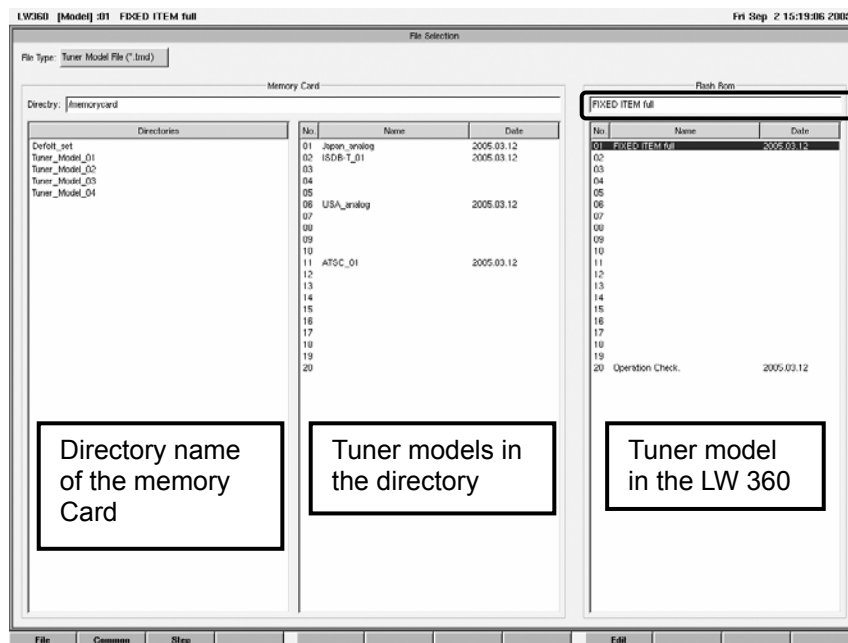 LW360 [Model] :01 FIXED ITEM full Fri Sep 2 15:19:06 2005
File Selection
File Type: Tuner Model File (*.tmd)
Memory Card
Directry: /memorycard
Directories
Defolt_set
Tuner_Model_01
Tuner_Model_02
Tuner_Model_03
Tuner_Model_04
No. Name Date
01 Japan_analog 2005.03.12
02 ISDB-T_01
03
04
05
06 USA_analog 2005.03.12
07
08
09
10
11 ATSC_01 2005.03.12
12
13
14
15
16
17
18
19
20
Flash Rom
FIXED ITEM full
No. Name Date
01 FIXED ITEM full 2005.03.12
02
03
04
05
06
07
08
09
10
11
12
13
14
15
16
17
18
19
20 Operation Check. 2005.03.12
Directory name
of the memory
Card
Tuner models in
the directory
Tuner model
in the LW 360
File Common Step Edit